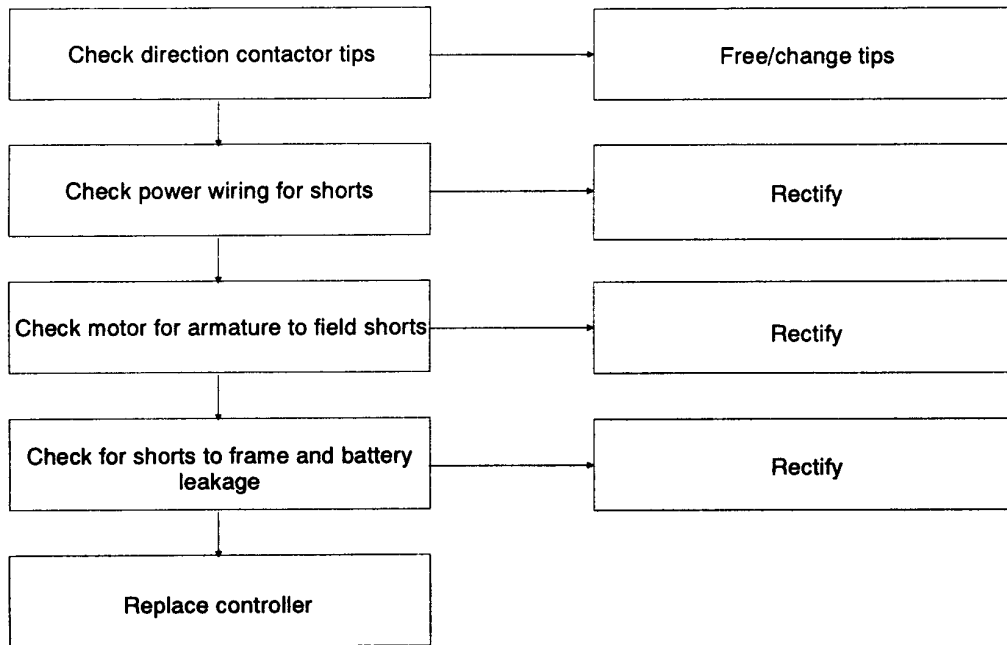 Check direction contactor tips
Free/change tips
Check power wiring for shorts
Rectify
Check motor for armature to field shorts
Rectify
Check for shorts to frame and battery
leakage
Rectify
Replace controller